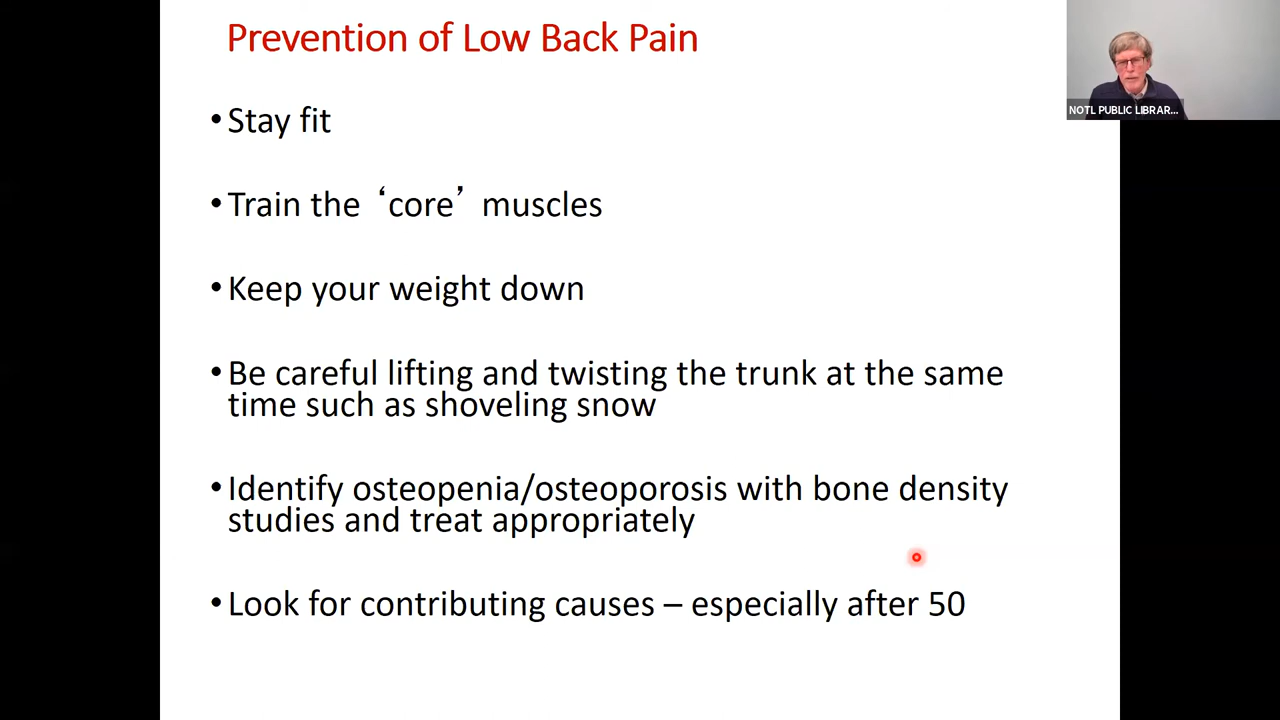 Prevention of Low Back Pain
NOTL PUBLIC LIBRAR...
• Stay fit
• Train the ‘core’ muscles
• Keep your weight down
• Be careful lifting and twisting the trunk at the same
time such as shoveling snow
• Identify osteopenia/osteoporosis with bone density
studies and treat appropriately
• Look for contributing causes – especially after 50